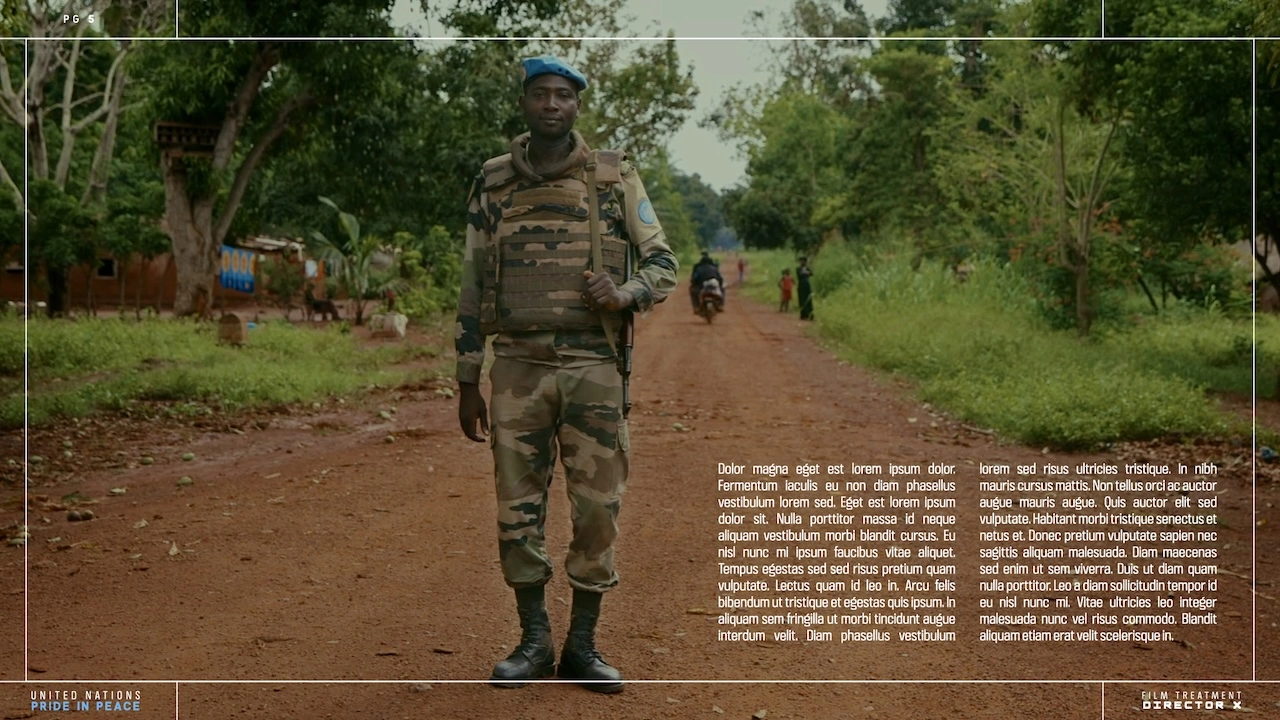 PG 5
Dolor magna eget est lorem ipsum dolor.
Fermentum iaculis eu non diam phasellus
vestibulum lorem sed. Eget est lorem ipsum
dolor sit. Nulla porttitor massa id neque
aliquam vestibulum morbi blandit cursus. Eu
nisl nunc mi ipsum faucibus vitae aliquet.
Tempus egestas sed sed risus pretium quam
vulputate. Lectus quam id leo in. Arcu felis
bibendum ut tristique et egestas quis ipsum. In
aliquam sem fringilla ut morbi tincidunt augue
interdum velit. Diam phasellus vestibulum
lorem sed risus ultricies tristique. In nibh
mauris cursus mattis. Non tellus orci ac auctor
augue mauris augue. Quis auctor elit sed
vulputate. Habitant morbi tristique senectus et
netus et. Donec pretium vulputate sapien nec
sagittis aliquam malesuada. Diam maecenas
sed enim ut sem viverra. Duis ut diam quam
nulla porttitor. Leo a diam sollicitudin tempor id
eu nisl nunc mi. Vitae ultricies leo integer
malesuada nunc vel risus commodo. Blandit
aliquam etiam erat velit scelerisque in.
UNITED NATIONS
PRIDE IN PEACE
FILM TREATMENT
DIRECTOR X